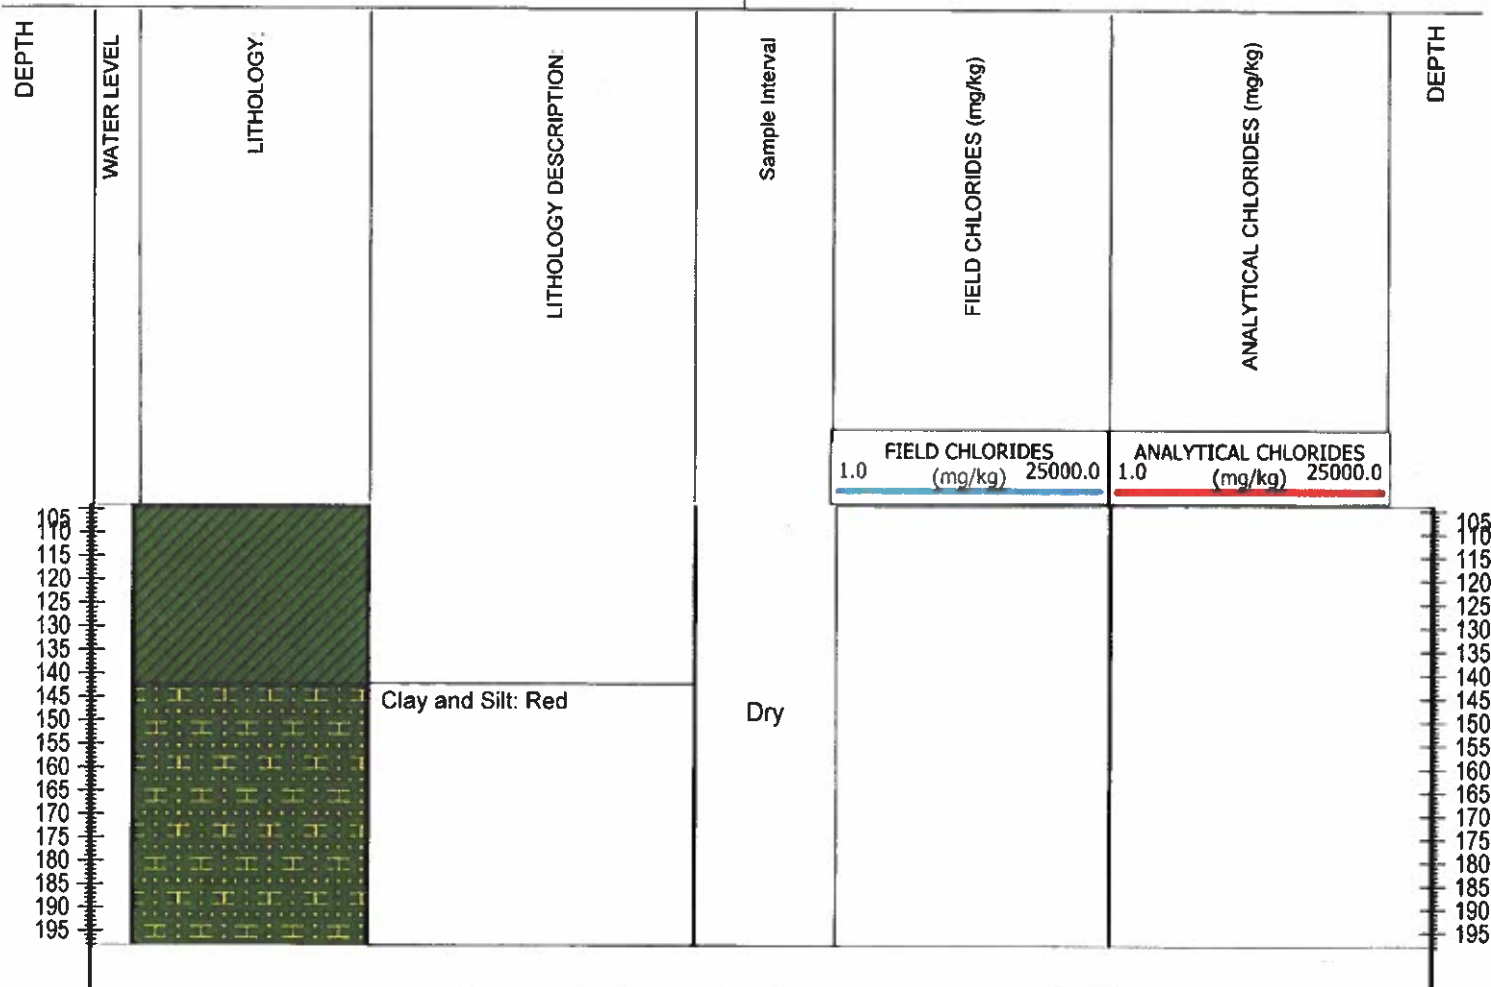 DEPTH
WATER LEVEL
LITHOLOGY:
LITHOLOGY DESCRIPTION:
Sample Interval
FIELD CHLORIDES (mg/kg)
ANALYTICAL CHLORIDES (mg/kg)
DEPTH
FIELD CHLORIDES
1.0 (mg/kg) 25000.0
ANALYTICAL CHLORIDES
1.0 (mg/kg) 25000.0
105
110
115
120
125
130
135
140
145
150
155
160
165
170
175
180
185
190
195
Clay and Silt: Red
Dry
105
110
115
120
125
130
135
140
145
150
155
160
165
170
175
180
185
190
195